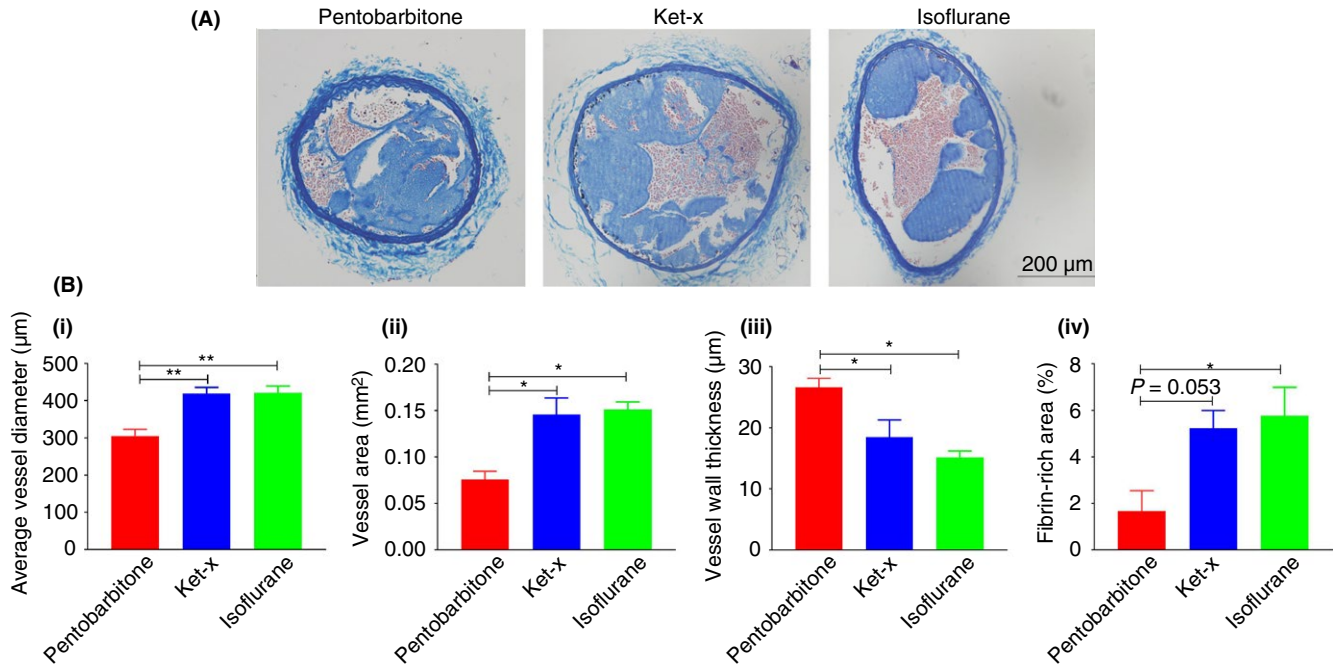 (A)
Pentobarbitone
Ket-x
Isoflurane
200 µm
(B)
(i)
Average vessel diameter (µm)
500
400
300
200
100
0
**
**
Pentobarbitone
Ket-x
Isoflurane
(ii)
Vessel area (mm²)
0.20
0.15
0.10
0.05
0.00
*
*
Pentobarbitone
Ket-x
Isoflurane
(iii)
Vessel wall thickness (µm)
30
20
10
0
*
*
Pentobarbitone
Ket-x
Isoflurane
(iv)
Fibrin-rich area (%)
8
6
4
2
0
*
P = 0.053
Pentobarbitone
Ket-x
Isoflurane